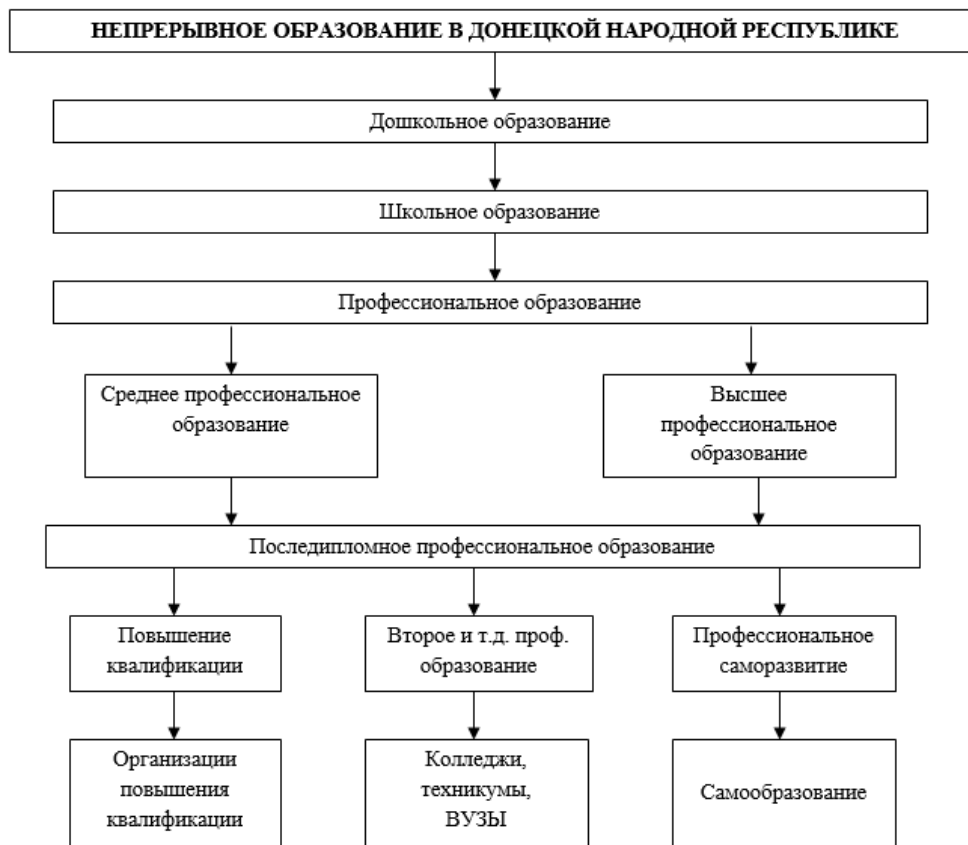 НЕПРЕРЫВНОЕ ОБРАЗОВАНИЕ В ДОНЕЦКОЙ НАРОДНОЙ РЕСПУБЛИКЕ
Дошкольное образование
Школьное образование
Профессиональное образование
Среднее профессиональное
образование
Высшее
профессиональное
образование
Последипломное профессиональное образование
Повышение
квалификации
Второе и т.д. проф.
образование
Профессиональное
саморазвитие
Организации
повышения
квалификации
Колледжи,
техникумы,
ВУЗЫ
Самообразование